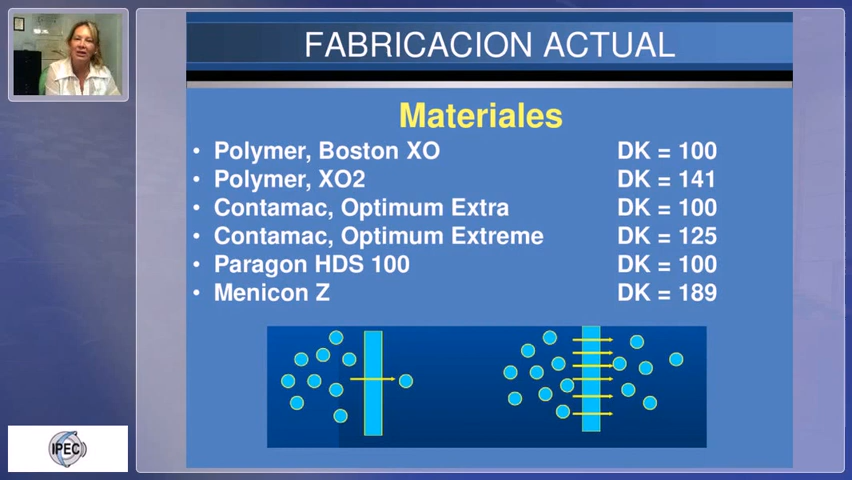 FABRICACION ACTUAL
Materiales
• Polymer, Boston XO DK = 100
• Polymer, XO2 DK = 141
• Contamac, Optimum Extra DK = 100
• Contamac, Optimum Extreme DK = 125
• Paragon HDS 100 DK = 100
• Menicon Z DK = 189
IPEC